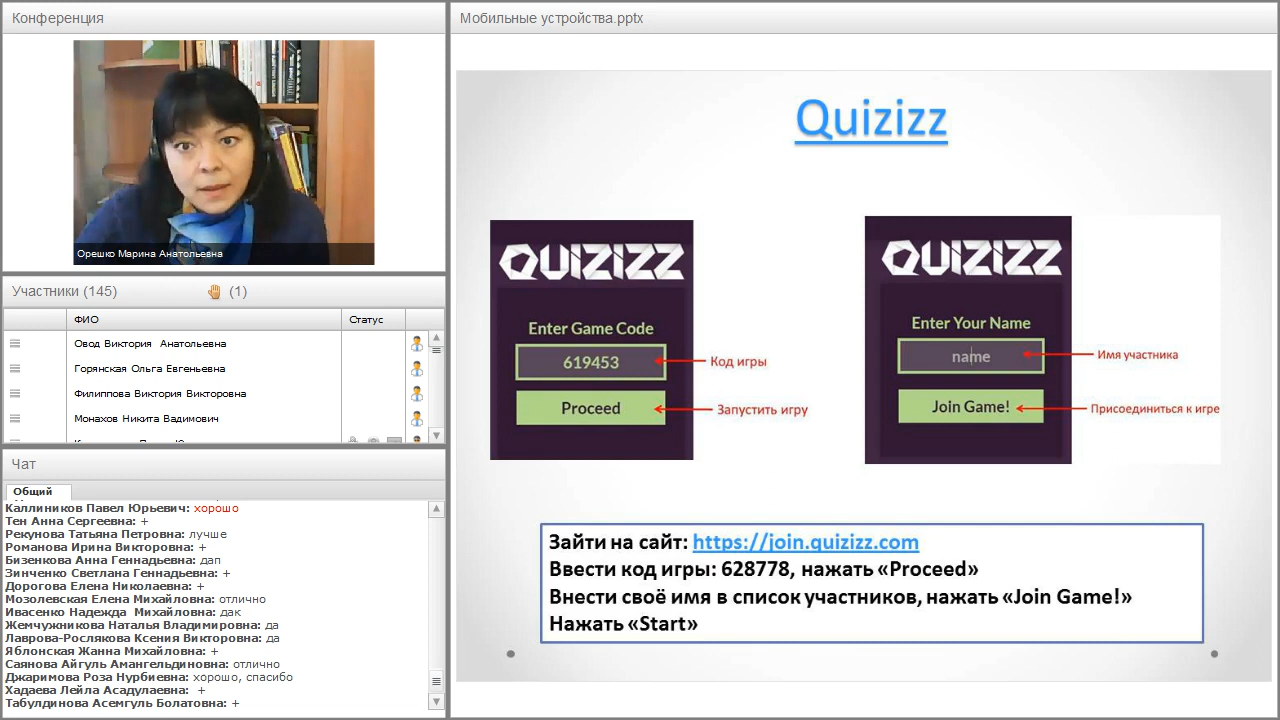 Конференция
Орешко Марина Анатольевна
Участники (145) (1)
ФИО Статус
Овод Виктория Анатольевна
Горянская Ольга Евгеньевна
Филиппова Виктория Викторовна
Монахов Никита Вадимович
Чат
Общий
Каллиников Павел Юрьевич: хорошо
Тен Анна Сергеевна: +
Рекунова Татьяна Петровна: лучше
Романова Ирина Викторовна: +
Бизенкова Анна Геннадьевна: дап
Зинченко Светлана Геннадьевна: +
Дорогова Елена Николаевна: +
Мозолевская Елена Михайловна: отлично
Ивасенко Надежда Михайловна: дак
Жемчужникова Наталья Владимировна: да
Лаврова-Рослякова Ксения Викторовна: да
Яблонская Жанна Михайловна: +
Саянова Айгуль Амангельдиновна: отлично
Джаримова Роза Нурбиевна: хорошо, спасибо
Хадаева Лейла Асадулаевна: +
Табулдинова Асемгуль Болатовна: +
Мобильные устройства.pptx
Quizizz
QUIZIZZ
Enter Game Code
619453
Код игры
Proceed
Запустить игру
QUIZIZZ
Enter Your Name
name
Имя участника
Join Game!
Присоединиться к игре
Зайти на сайт: https://join.quizizz.com
Ввести код игры: 628778, нажать «Proceed»
Внести своё имя в список участников, нажать «Join Game!»
Нажать «Start»